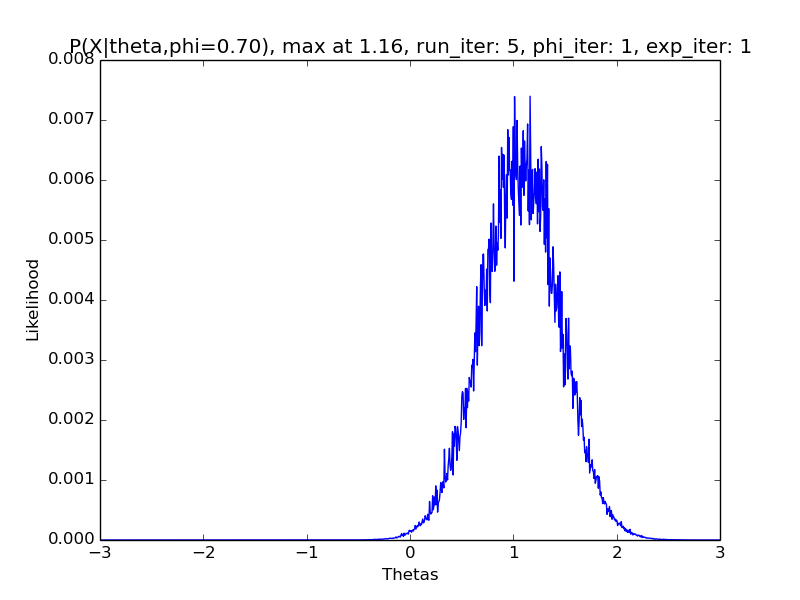 P(X|theta,phi=0.70), max at 1.16, run_iter: 5, phi_iter: 1, exp_iter: 1
0.008
0.007
0.006
0.005
0.004
0.003
0.002
0.001
0.000
Likelihood
−3 −2 −1 0 1 2 3
Thetas